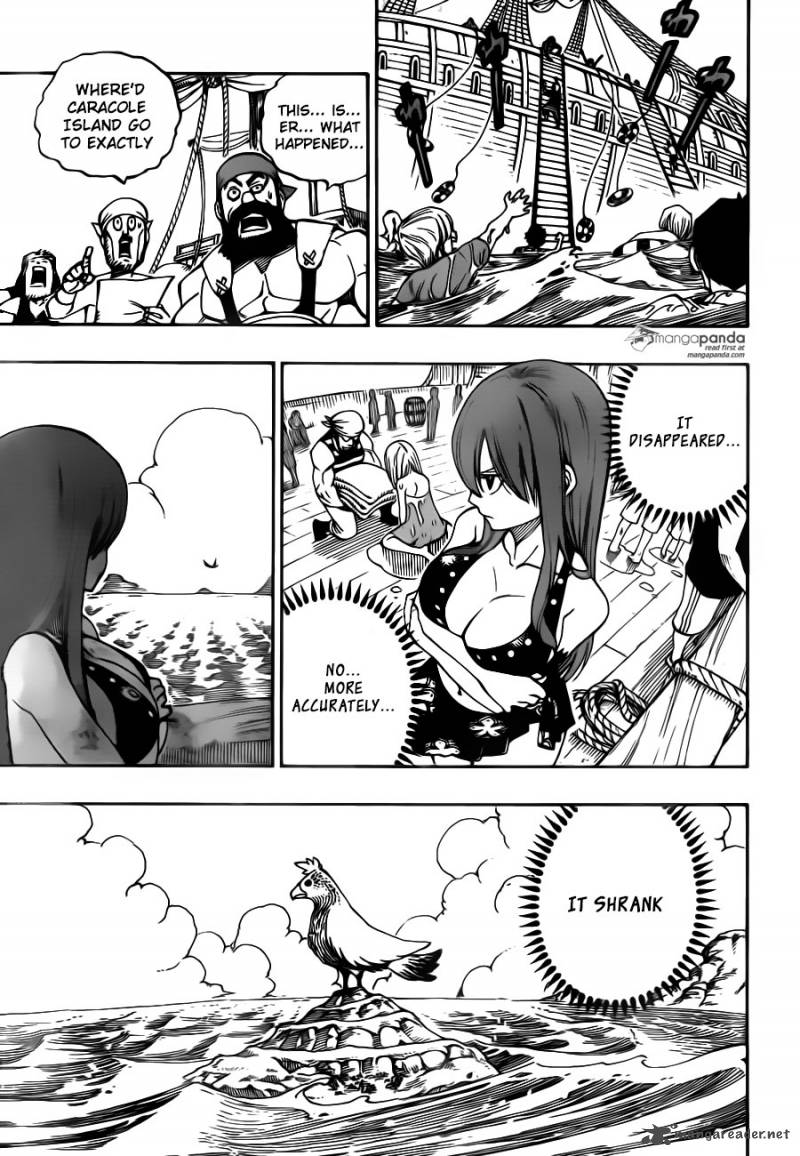 THIS... IS...
ER... WHAT
HAPPENED...
WHERE'D
CARACOLE
ISLAND GO
TO EXACTLY
mangapanda
read first at
mangapanda.com
IT
DISAPPEARED...
NO...
MORE
ACCURATELY...
IT SHRANK
mangareader.net